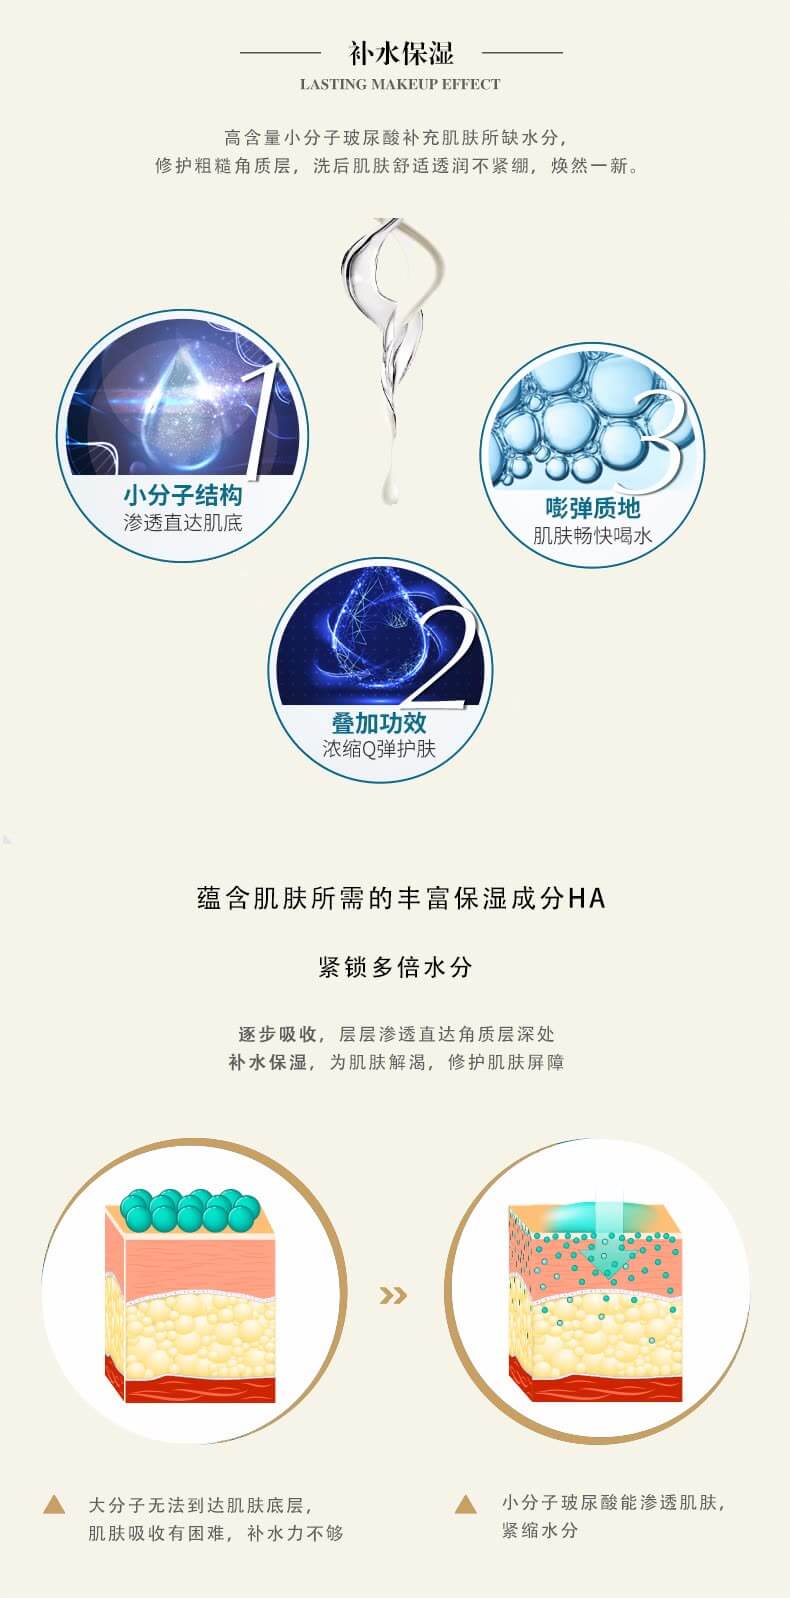 补水保湿
LASTING MAKEUP EFFECT
高含量小分子玻尿酸补充肌肤所缺水分，
修护粗糙角质层，洗后肌肤舒适透润不紧绷，焕然一新。
1
小分子结构
渗透直达肌底
3
嘭弹质地
肌肤畅快喝水
2
叠加功效
浓缩Q弹护肤
蕴含肌肤所需的丰富保湿成分HA
紧锁多倍水分
逐步吸收，层层渗透直达角质层深处
补水保湿，为肌肤解渴，修护肌肤屏障
大分子无法到达肌肤底层，
肌肤吸收有困难，补水力不够
小分子玻尿酸能渗透肌肤，
紧缩水分